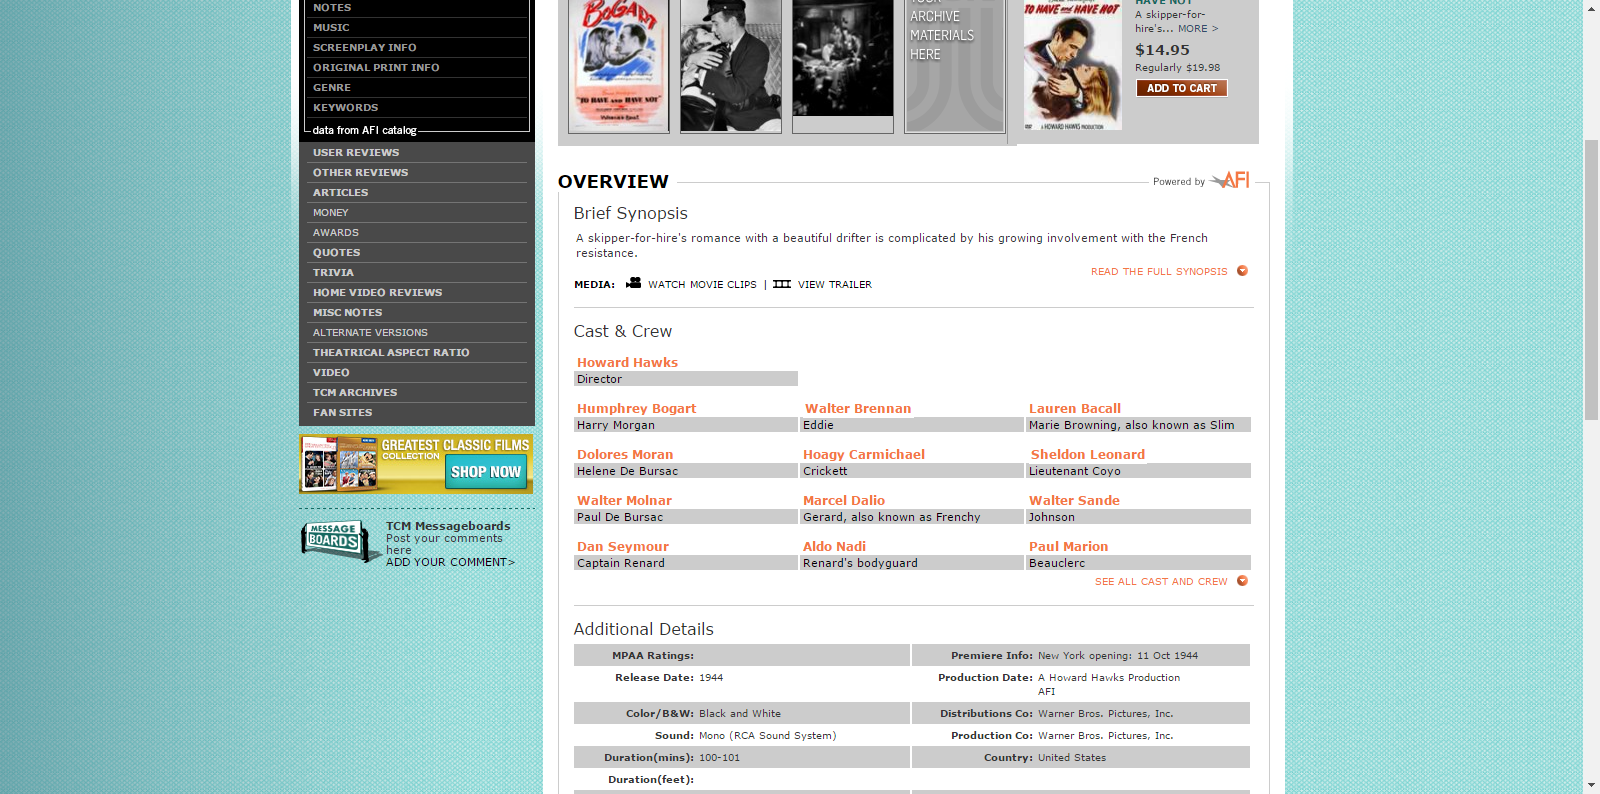 NOTES
MUSIC
SCREENPLAY INFO
ORIGINAL PRINT INFO
GENRE
KEYWORDS
data from AFI catalog
USER REVIEWS
OTHER REVIEWS
ARTICLES
MONEY
AWARDS
QUOTES
TRIVIA
HOME VIDEO REVIEWS
MISC NOTES
ALTERNATE VERSIONS
THEATRICAL ASPECT RATIO
VIDEO
TCM ARCHIVES
FAN SITES
GREATEST CLASSIC FILMS
COLLECTION
SHOP NOW
MESSAGE
BOARDS
TCM Messageboards
Post your comments
here
ADD YOUR COMMENT>
BOGART
TO HAVE AND HAVE NOT
YOUR
ARCHIVE
MATERIALS
HERE
TO HAVE and HAVE NOT
A HOWARD HAWKS PRODUCTION
HAVE NOT
A skipper-for-
hire's... MORE >
$14.95
Regularly $19.98
ADD TO CART
OVERVIEW
Powered by AFI
Brief Synopsis
A skipper-for-hire's romance with a beautiful drifter is complicated by his growing involvement with the French
resistance.
READ THE FULL SYNOPSIS
MEDIA: WATCH MOVIE CLIPS | VIEW TRAILER
Cast & Crew
Howard Hawks
Director
Humphrey Bogart Walter Brennan Lauren Bacall
Harry Morgan Eddie Marie Browning, also known as Slim
Dolores Moran Hoagy Carmichael Sheldon Leonard
Helene De Bursac Crickett Lieutenant Coyo
Walter Molnar Marcel Dalio Walter Sande
Paul De Bursac Gerard, also known as Frenchy Johnson
Dan Seymour Aldo Nadi Paul Marion
Captain Renard Renard's bodyguard Beauclerc
SEE ALL CAST AND CREW
Additional Details
MPAA Ratings: Premiere Info: New York opening: 11 Oct 1944
Release Date: 1944 Production Date: A Howard Hawks Production
AFI
Color/B&W: Black and White Distributions Co: Warner Bros. Pictures, Inc.
Sound: Mono (RCA Sound System) Production Co: Warner Bros. Pictures, Inc.
Duration(mins): 100-101 Country: United States
Duration(feet):